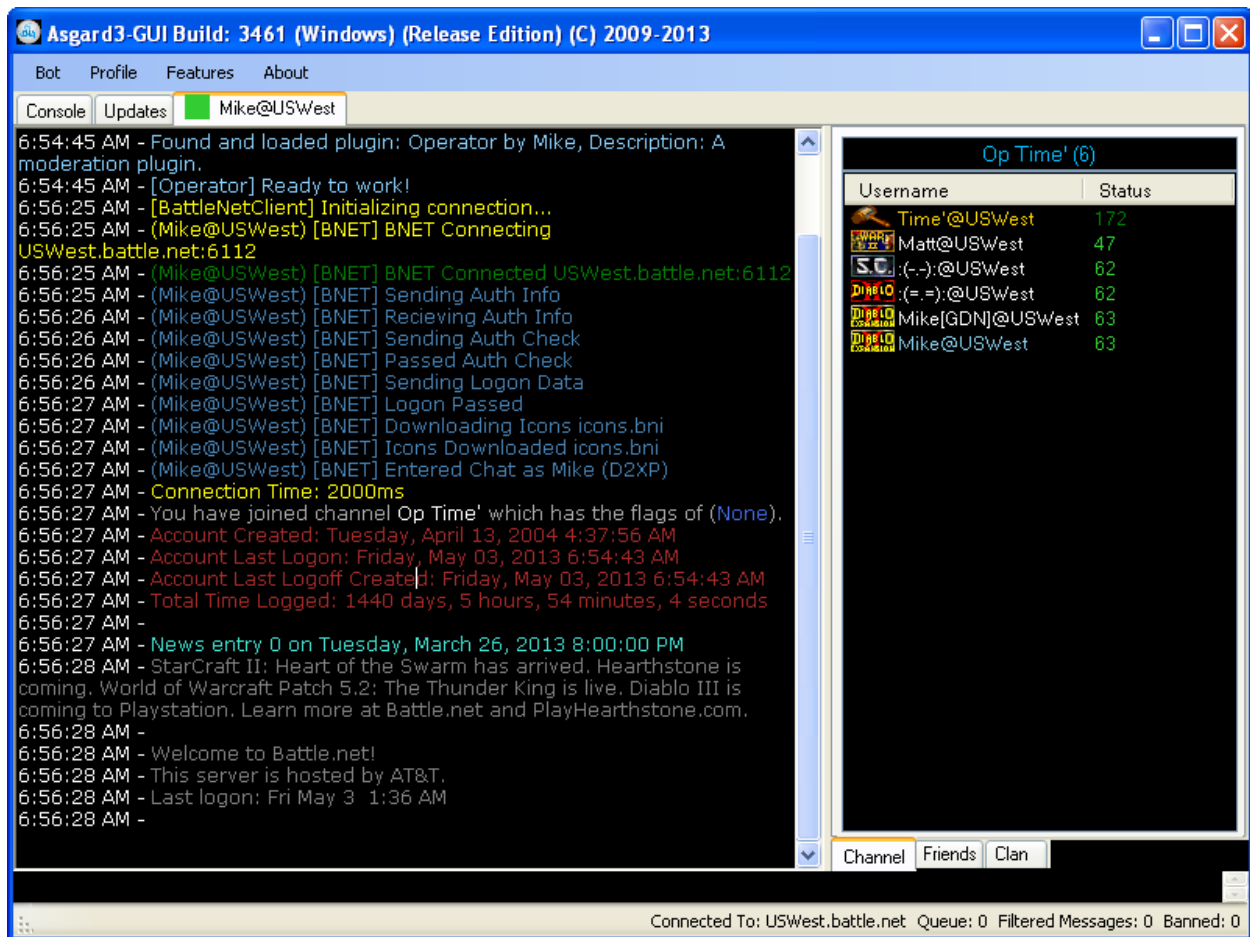 Asgard3-GUI Build: 3461 (Windows) (Release Edition) (C) 2009-2013
Bot Profile Features About
Console Updates Mike@USWest
6:54:45 AM - Found and loaded plugin: Operator by Mike, Description: A
moderation plugin.
6:54:45 AM - [Operator] Ready to work!
6:56:25 AM - [BattleNetClient] Initializing connection...
6:56:25 AM - (Mike@USWest) [BNET] BNET Connecting
USWest.battle.net:6112
6:56:25 AM - (Mike@USWest) [BNET] BNET Connected USWest.battle.net:6112
6:56:25 AM - (Mike@USWest) [BNET] Sending Auth Info
6:56:26 AM - (Mike@USWest) [BNET] Recieving Auth Info
6:56:26 AM - (Mike@USWest) [BNET] Sending Auth Check
6:56:26 AM - (Mike@USWest) [BNET] Passed Auth Check
6:56:26 AM - (Mike@USWest) [BNET] Sending Logon Data
6:56:27 AM - (Mike@USWest) [BNET] Logon Passed
6:56:27 AM - (Mike@USWest) [BNET] Downloading Icons icons.bni
6:56:27 AM - (Mike@USWest) [BNET] Icons Downloaded icons.bni
6:56:27 AM - (Mike@USWest) [BNET] Entered Chat as Mike (D2XP)
6:56:27 AM - Connection Time: 2000ms
6:56:27 AM - You have joined channel Op Time' which has the flags of (None).
6:56:27 AM - Account Created: Tuesday, April 13, 2004 4:37:56 AM
6:56:27 AM - Account Last Logon: Friday, May 03, 2013 6:54:43 AM
6:56:27 AM - Account Last Logoff Created: Friday, May 03, 2013 6:54:43 AM
6:56:27 AM - Total Time Logged: 1440 days, 5 hours, 54 minutes, 4 seconds
6:56:27 AM -
6:56:27 AM - News entry 0 on Tuesday, March 26, 2013 8:00:00 PM
6:56:28 AM - StarCraft II: Heart of the Swarm has arrived. Hearthstone is
coming. World of Warcraft Patch 5.2: The Thunder King is live. Diablo III is
coming to Playstation. Learn more at Battle.net and PlayHearthstone.com.
6:56:28 AM -
6:56:28 AM - Welcome to Battle.net!
6:56:28 AM - This server is hosted by AT&T.
6:56:28 AM - Last logon: Fri May 3 1:36 AM
6:56:28 AM -
Op Time' (6)
Username Status
Time'@USWest 172
WAR II Matt@USWest 47
S.C. :(-.-):@USWest 62
DIABLO :(=.=):@USWest 62
DIABLO EXPANSION Mike[GDN]@USWest 63
DIABLO EXPANSION Mike@USWest 63
Channel Friends Clan
Connected To: USWest.battle.net Queue: 0 Filtered Messages: 0 Banned: 0